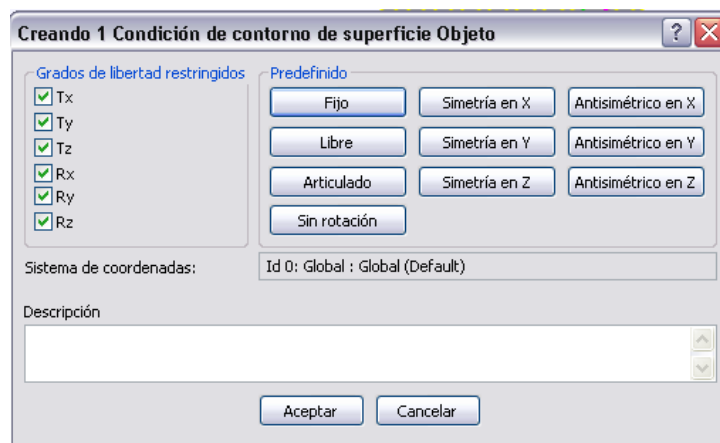 Creando 1 Condición de contorno de superficie Objeto
Grados de libertad restringidos
Tx
Ty
Tz
Rx
Ry
Rz
Predefinido
Fijo
Simetría en X
Antisimétrico en X
Libre
Simetría en Y
Antisimétrico en Y
Articulado
Simetría en Z
Antisimétrico en Z
Sin rotación
Sistema de coordenadas:
Id 0: Global : Global (Default)
Descripción
Aceptar
Cancelar